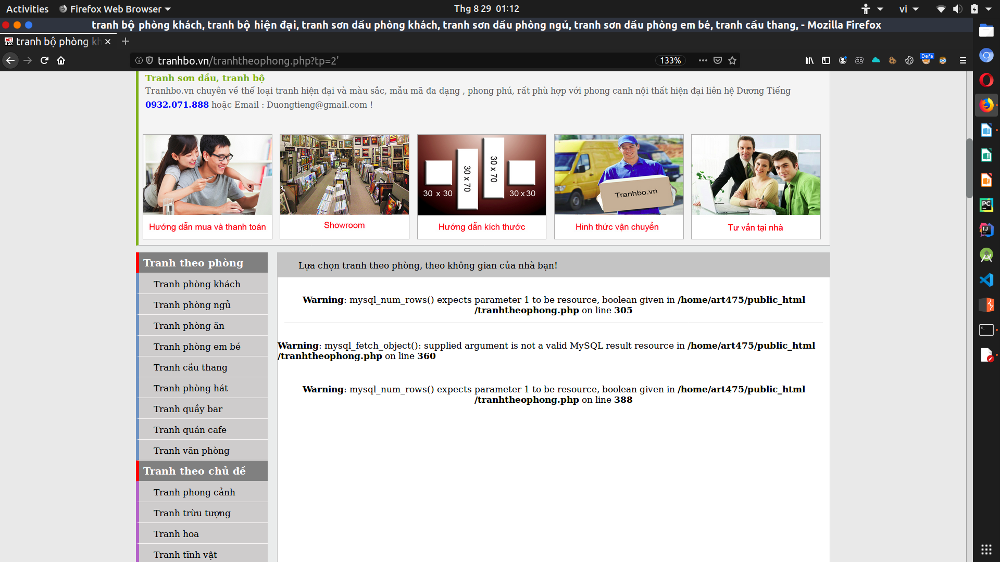 Activities
Firefox Web Browser
Thg 8 29 01:12
vi
tranh bộ phòng khách, tranh bộ hiện đại, tranh sơn dầu phòng khách, tranh sơn dầu phòng ngủ, tranh sơn dầu phòng em bé, tranh cầu thang, - Mozilla Firefox
ART BOX
tranh bộ phòng kh
tranhbo.vn/tranhtheophong.php?tp=2'
133%
Defa
Tranh sơn dầu, tranh bộ
Tranhbo.vn chuyên về thể loại tranh hiện đại và màu sắc, mẫu mã đa dạng , phong phú, rất phù hợp với phong canh nội thất hiện đại liên hệ Dương Tiếng
0932.071.888 hoặc Email : Duongtieng@gmail.com !
30 x 30
30 x 70
30 x 70
30 x 30
Tranhbo.vn
Hướng dẫn mua và thanh toán
Showroom
Hướng dẫn kích thước
Hinh thức vận chuyển
Tư vấn tại nhà
Tranh theo phòng
Tranh phòng khách
Tranh phòng ngủ
Tranh phòng ăn
Tranh phòng em bé
Tranh cầu thang
Tranh phòng hát
Tranh quầy bar
Tranh quán cafe
Tranh văn phòng
Tranh theo chủ đề
Tranh phong cảnh
Tranh trừu tượng
Tranh hoa
Tranh tĩnh vật
Lựa chọn tranh theo phòng, theo không gian của nhà bạn!
Warning: mysql_num_rows() expects parameter 1 to be resource, boolean given in /home/art475/public_html
/tranhtheophong.php on line 305
Warning: mysql_fetch_object(): supplied argument is not a valid MySQL result resource in /home/art475/public_html
/tranhtheophong.php on line 360
Warning: mysql_num_rows() expects parameter 1 to be resource, boolean given in /home/art475/public_html
/tranhtheophong.php on line 388
PC
IJ